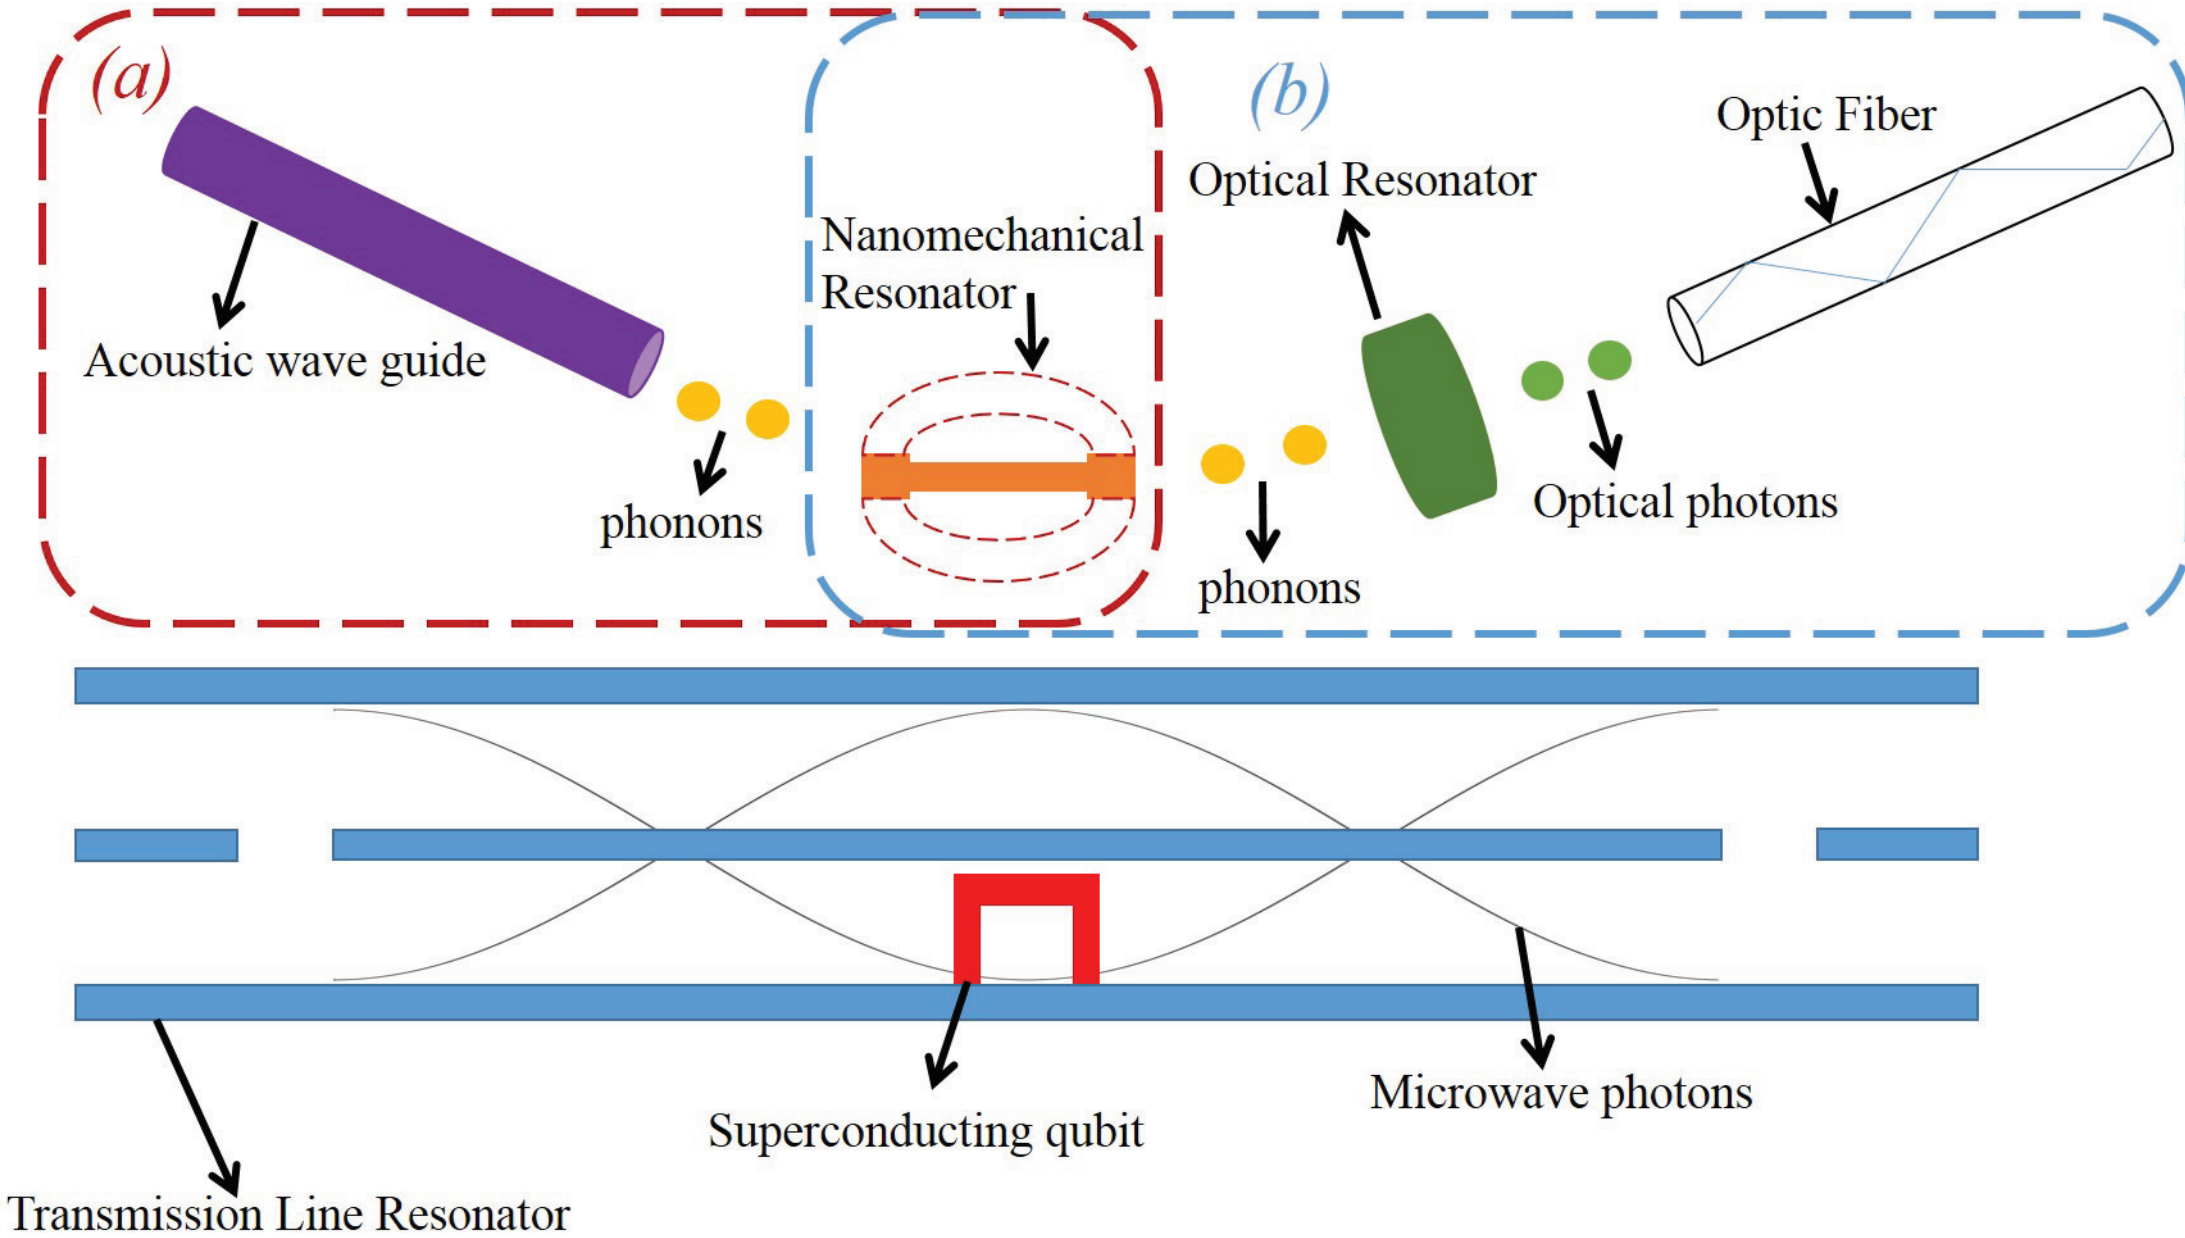 (a)
(b)
Optic Fiber
Optical Resonator
Nanomechanical
Resonator
Acoustic wave guide
phonons
Optical photons
phonons
Microwave photons
Superconducting qubit
Transmission Line Resonator